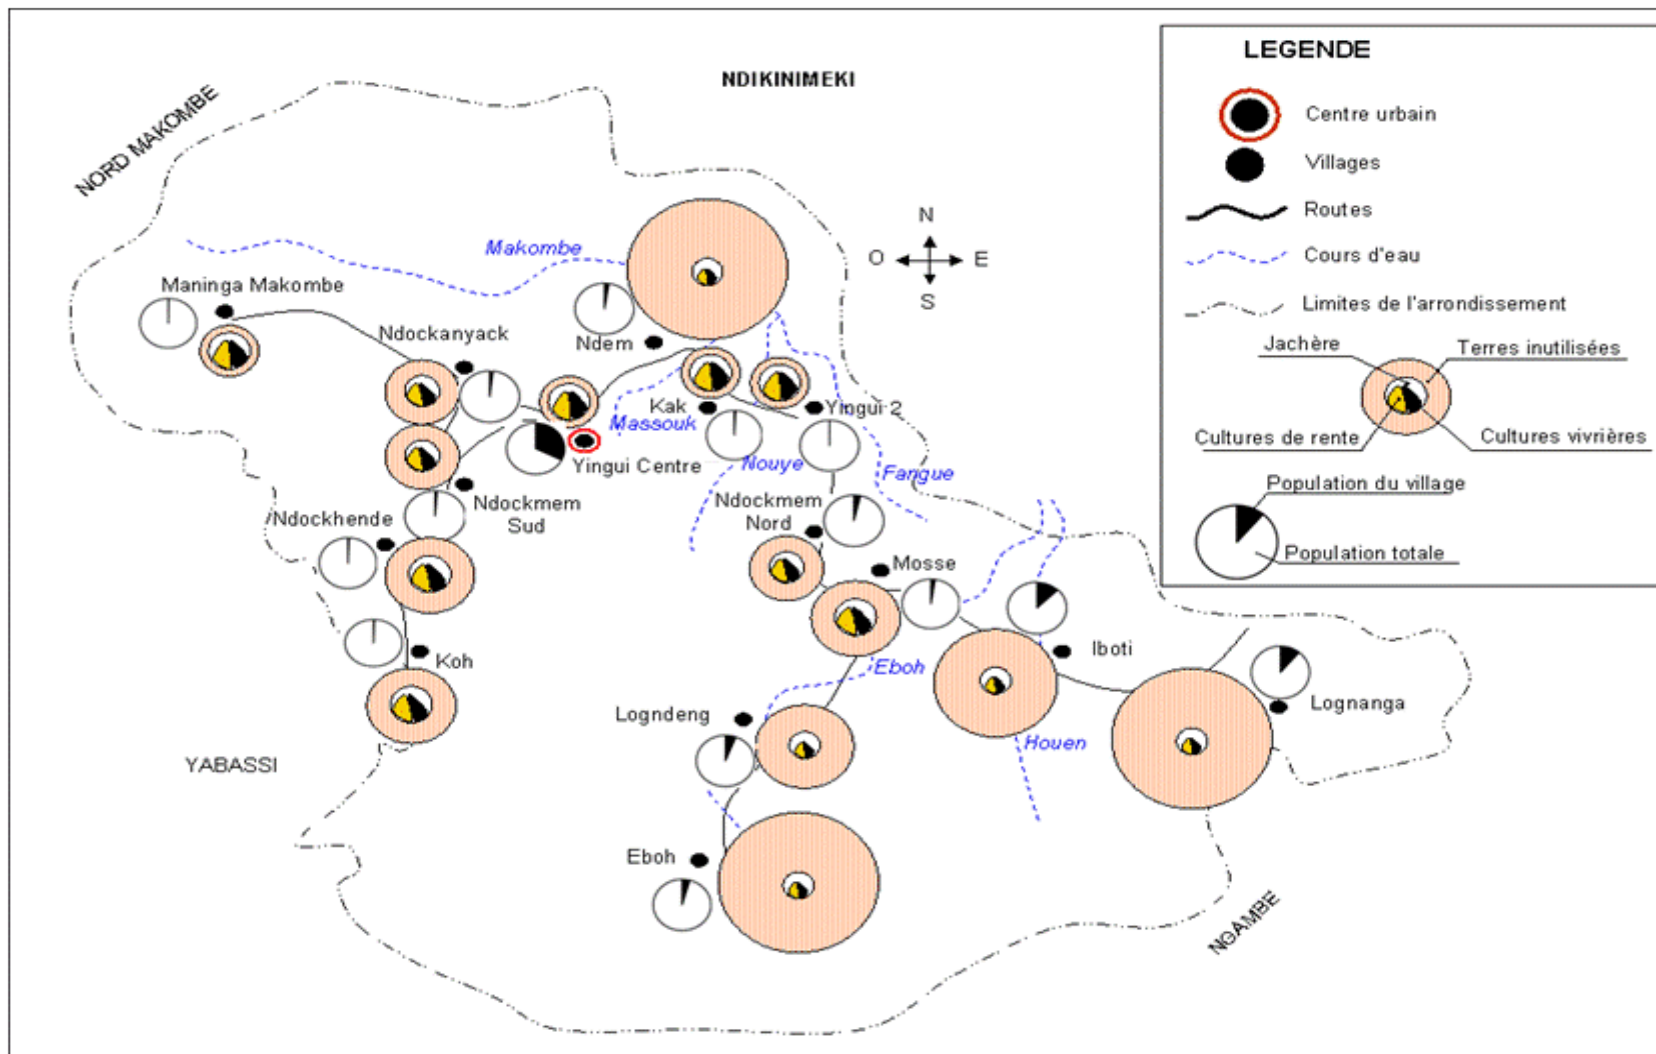 LEGENDE
Centre urbain
Villages
Routes
Cours d'eau
Limites de l'arrondissement
Jachère
Terres inutilisées
Cultures de rente
Cultures vivrières
Population du village
Population totale
NDIKINIMEKI
NORD MAKOMBE
N
O
E
S
Makombe
Maninga Makombe
Ndockanyack
Ndem
Kak
Yingui 2
Massouk
Yingui Centre
Nouye
Fangue
Ndockhende
Ndockmem
Sud
Ndockmem
Nord
Mosse
Koh
Iboti
Eboh
Logndeng
Lognanga
Houen
YABASSI
Eboh
NGAMBE